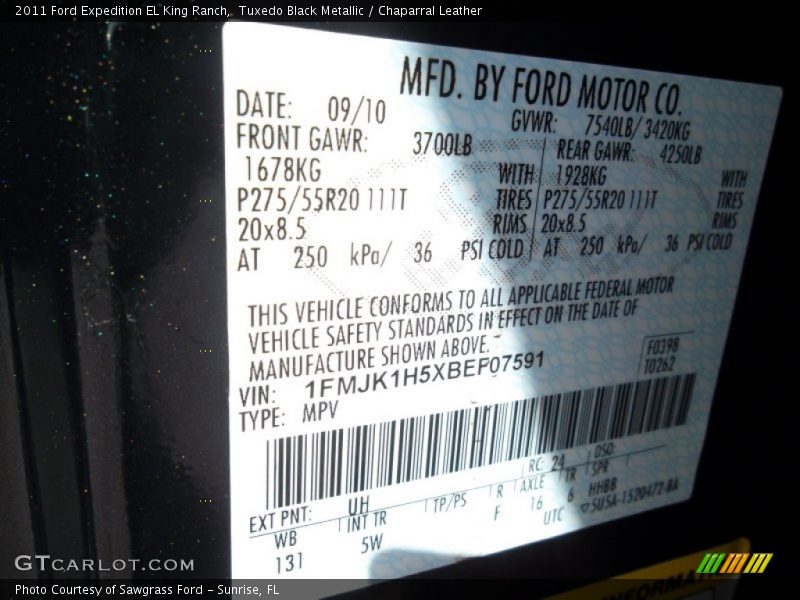 2011 Ford Expedition EL King Ranch,  Tuxedo Black Metallic / Chaparral Leather
MFD. BY FORD MOTOR CO.
DATE: 09/10
GVWR: 7540LB/ 3420KG
FRONT GAWR: 3700LB
REAR GAWR: 4250LB
1678KG WITH
1928KG WITH
P275/55R20 111T TIRES
P275/55R20 111T TIRES
20x8.5 RIMS
20x8.5 RIMS
AT 250 kPa/ 36 PSI COLD
AT 250 kPa/ 36 PSI COLD
THIS VEHICLE CONFORMS TO ALL APPLICABLE FEDERAL MOTOR
VEHICLE SAFETY STANDARDS IN EFFECT ON THE DATE OF
MANUFACTURE SHOWN ABOVE.
F0398
T0262
VIN: 1FMJK1H5XBEF07591
TYPE: MPV
EXT PNT: UH RC: 24 DSO:
WB INT TR TP/PS R AXLE TR SPR
131 5W F 16 6 HHBB
UTC ▽5U5A-1520472-BA
GTCARLOT.COM
Photo Courtesy of Sawgrass Ford - Sunrise, FL